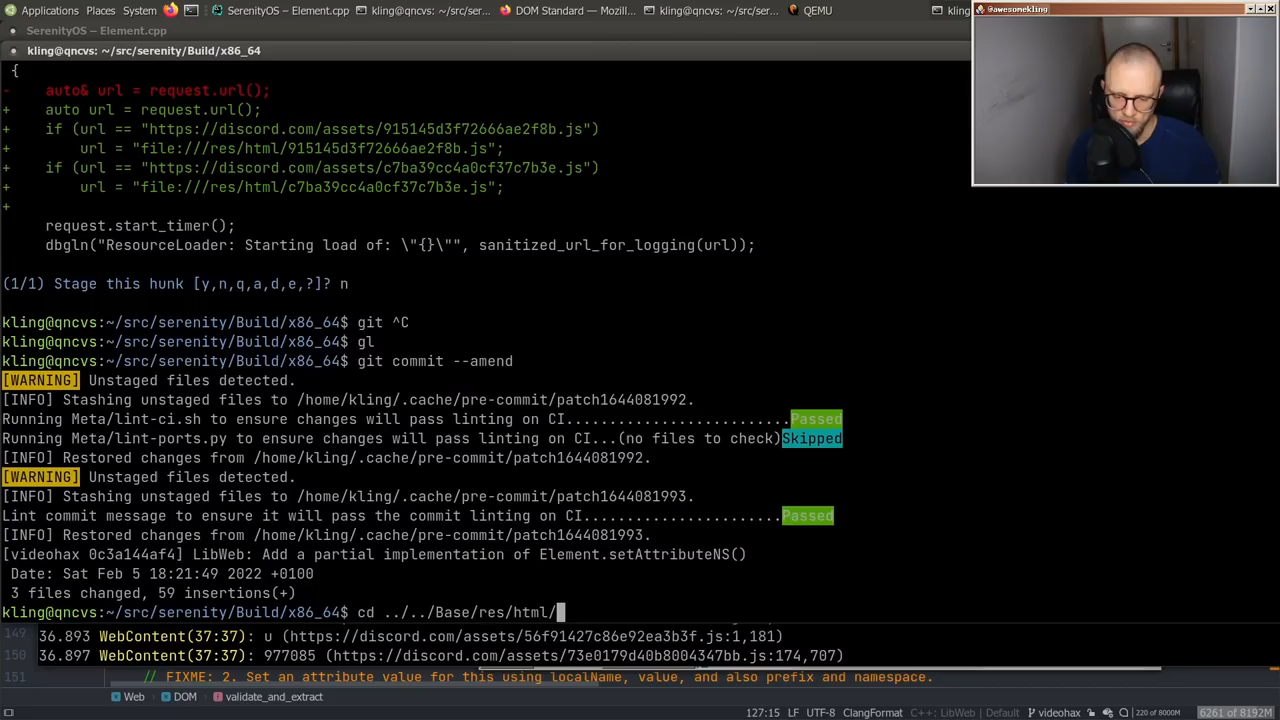 Applications Places System SerenityOS – Element.cpp kling@qncvs: ~/src/ser... DOM Standard — Mozill... kling@qncvs: ~/src/ser... QEMU kling
@awesomekling
SerenityOS – Element.cpp
kling@qncvs: ~/src/serenity/Build/x86_64
{
- auto& url = request.url();
+ auto url = request.url();
+ if (url == "https://discord.com/assets/915145d3f72666ae2f8b.js")
+ url = "file:///res/html/915145d3f72666ae2f8b.js";
+ if (url == "https://discord.com/assets/c7ba39cc4a0cf37c7b3e.js")
+ url = "file:///res/html/c7ba39cc4a0cf37c7b3e.js";
+
request.start_timer();
dbgln("ResourceLoader: Starting load of: \"{}\"", sanitized_url_for_logging(url));
(1/1) Stage this hunk [y,n,q,a,d,e,?]? n
kling@qncvs:~/src/serenity/Build/x86_64$ git ^C
kling@qncvs:~/src/serenity/Build/x86_64$ gl
kling@qncvs:~/src/serenity/Build/x86_64$ git commit --amend
[WARNING] Unstaged files detected.
[INFO] Stashing unstaged files to /home/kling/.cache/pre-commit/patch1644081992.
Running Meta/lint-ci.sh to ensure changes will pass linting on CI.........................Passed
Running Meta/lint-ports.py to ensure changes will pass linting on CI...(no files to check)Skipped
[INFO] Restored changes from /home/kling/.cache/pre-commit/patch1644081992.
[WARNING] Unstaged files detected.
[INFO] Stashing unstaged files to /home/kling/.cache/pre-commit/patch1644081993.
Lint commit message to ensure it will pass the commit linting on CI.......................Passed
[INFO] Restored changes from /home/kling/.cache/pre-commit/patch1644081993.
[videohax 0c3a144af4] LibWeb: Add a partial implementation of Element.setAttributeNS()
Date: Sat Feb 5 18:21:49 2022 +0100
3 files changed, 59 insertions(+)
kling@qncvs:~/src/serenity/Build/x86_64$ cd ../../Base/res/html/
149 36.893 WebContent(37:37): u (https://discord.com/assets/56f91427c86e92ea3b3f.js:1,181)
150 36.897 WebContent(37:37): 977085 (https://discord.com/assets/73e0179d40b8004347bb.js:174,707)
151 // FIXME: 2. Set an attribute value for this using localName, value, and also prefix and namespace.
Web DOM validate_and_extract
127:15 LF UTF-8 ClangFormat C++: LibWeb | Default videohax 220 of 8000M 6261 of 8192M